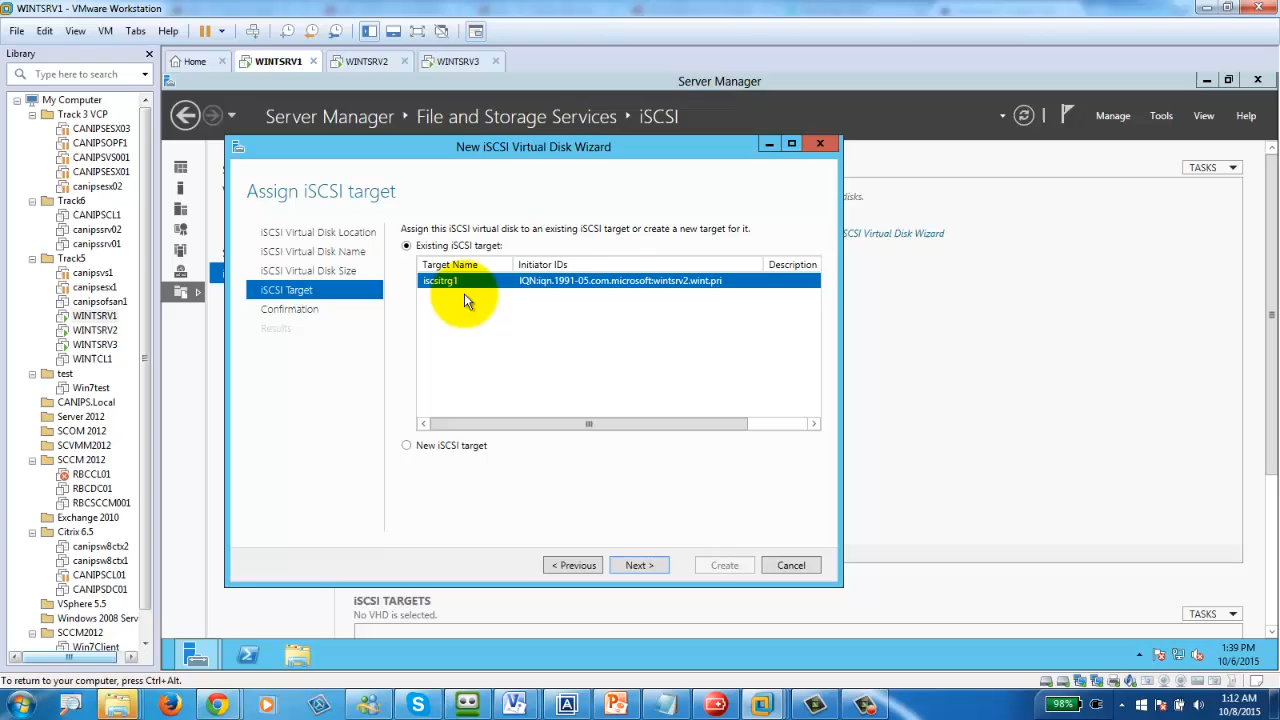 WINTSRV1 - VMware Workstation
File Edit View VM Tabs Help
Library
Type here to search
My Computer
Track 3 VCP
CANIPSESX03
CANIPSOPF1
CANIPSVS001
CANIPSESX01
canipsesx02
Track6
CANIPSCL1
canipssrv02
canipssrv01
Track5
canipsvs1
canipsesx1
canipsofsan1
WINTSRV1
WINTSRV2
WINTSRV3
WINTCL1
test
Win7test
CANIPS.Local
Server 2012
SCOM 2012
SCVMM2012
SCCM 2012
RBCCL01
RBCDC01
RBCSCCM001
Exchange 2010
Citrix 6.5
canipsw8ctx2
canipsw8ctx1
CANIPSCL01
CANIPSDC01
VSphere 5.5
Windows 2008 Serv
SCCM2012
Win7Client
Home WINTSRV1 WINTSRV2 WINTSRV3
Server Manager
Server Manager File and Storage Services iSCSI
Manage Tools View Help
TASKS
disks.
SCSI Virtual Disk Wizard
New iSCSI Virtual Disk Wizard
Assign iSCSI target
iSCSI Virtual Disk Location
iSCSI Virtual Disk Name
iSCSI Virtual Disk Size
iSCSI Target
Confirmation
Results
Assign this iSCSI virtual disk to an existing iSCSI target or create a new target for it.
Existing iSCSI target:
Target Name Initiator IDs Description
iscsitrg1 IQN:iqn.1991-05.com.microsoft:wintsrv2.wint.pri
New iSCSI target
< Previous Next > Create Cancel
iSCSI TARGETS
No VHD is selected.
TASKS
1:39 PM
10/6/2015
To return to your computer, press Ctrl+Alt.
98%
1:12 AM
10/8/2015